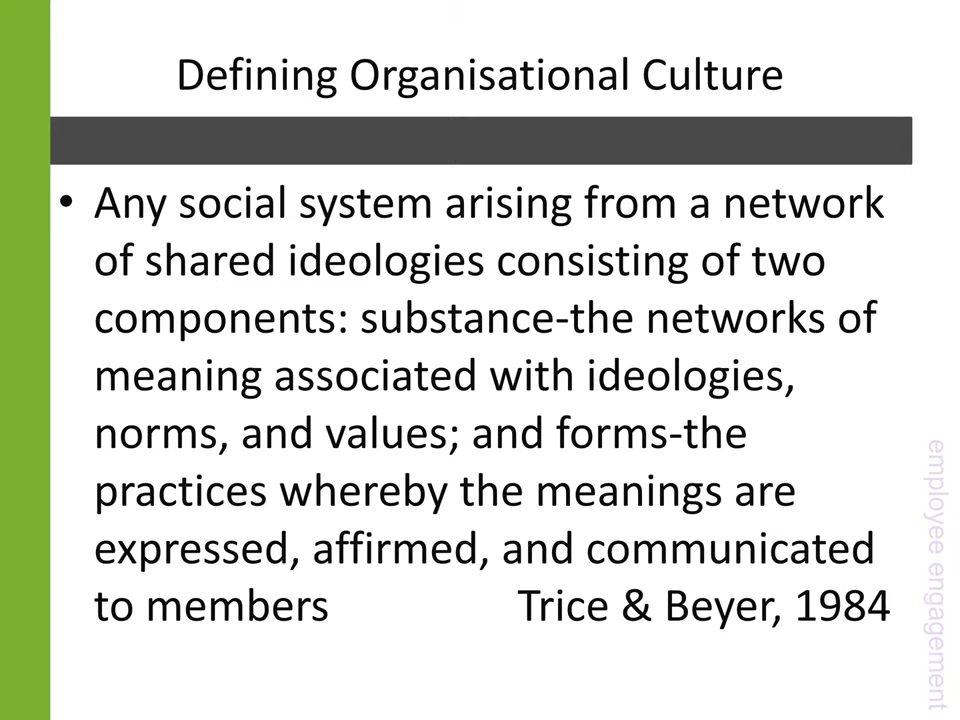 Defining Organisational Culture
• Any social system arising from a network
of shared ideologies consisting of two
components: substance-the networks of
meaning associated with ideologies,
norms, and values; and forms-the
practices whereby the meanings are
expressed, affirmed, and communicated
to members Trice & Beyer, 1984
employee engagement